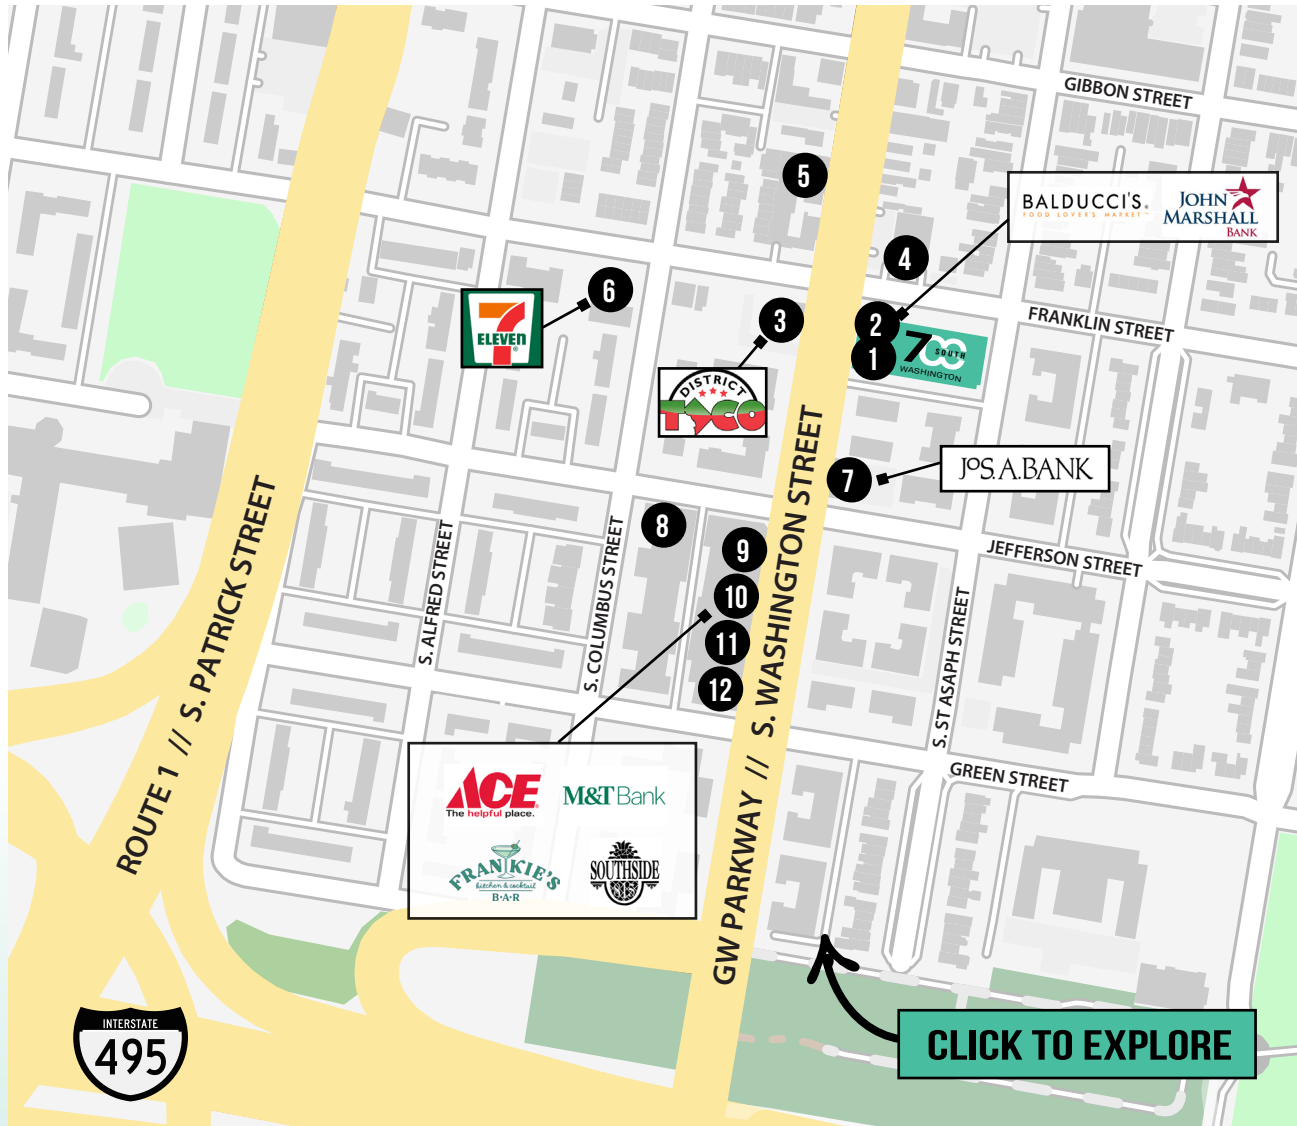 GIBBON STREET
5
BALDUCCI'S.
FOOD LOVER'S MARKET™
JOHN
MARSHALL
BANK
4
6
7
ELEVEN
®
3
2
1
700
SOUTH
WASHINGTON
FRANKLIN STREET
DISTRICT
TACO
7
JOS. A. BANK
8
9
10
11
12
JEFFERSON STREET
S. ALFRED STREET
S. COLUMBUS STREET
S. ST ASAPH STREET
ROUTE 1 // S. PATRICK STREET
GW PARKWAY // S. WASHINGTON STREET
GREEN STREET
ACE®
The helpful place.
M&T Bank
FRANKIE'S
kitchen & cocktail
B•A•R
SOUTHSIDE
INTERSTATE
495
CLICK TO EXPLORE